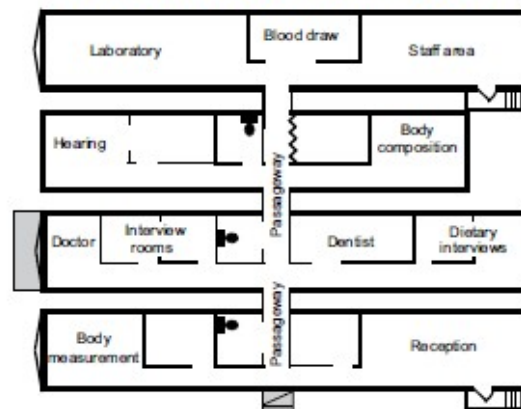 Laboratory
Blood draw
Staff area
Hearing
Body
composition
Passageway
Doctor
Interview
rooms
Dentist
Dietary
interviews
Passageway
Body
measurement
Reception